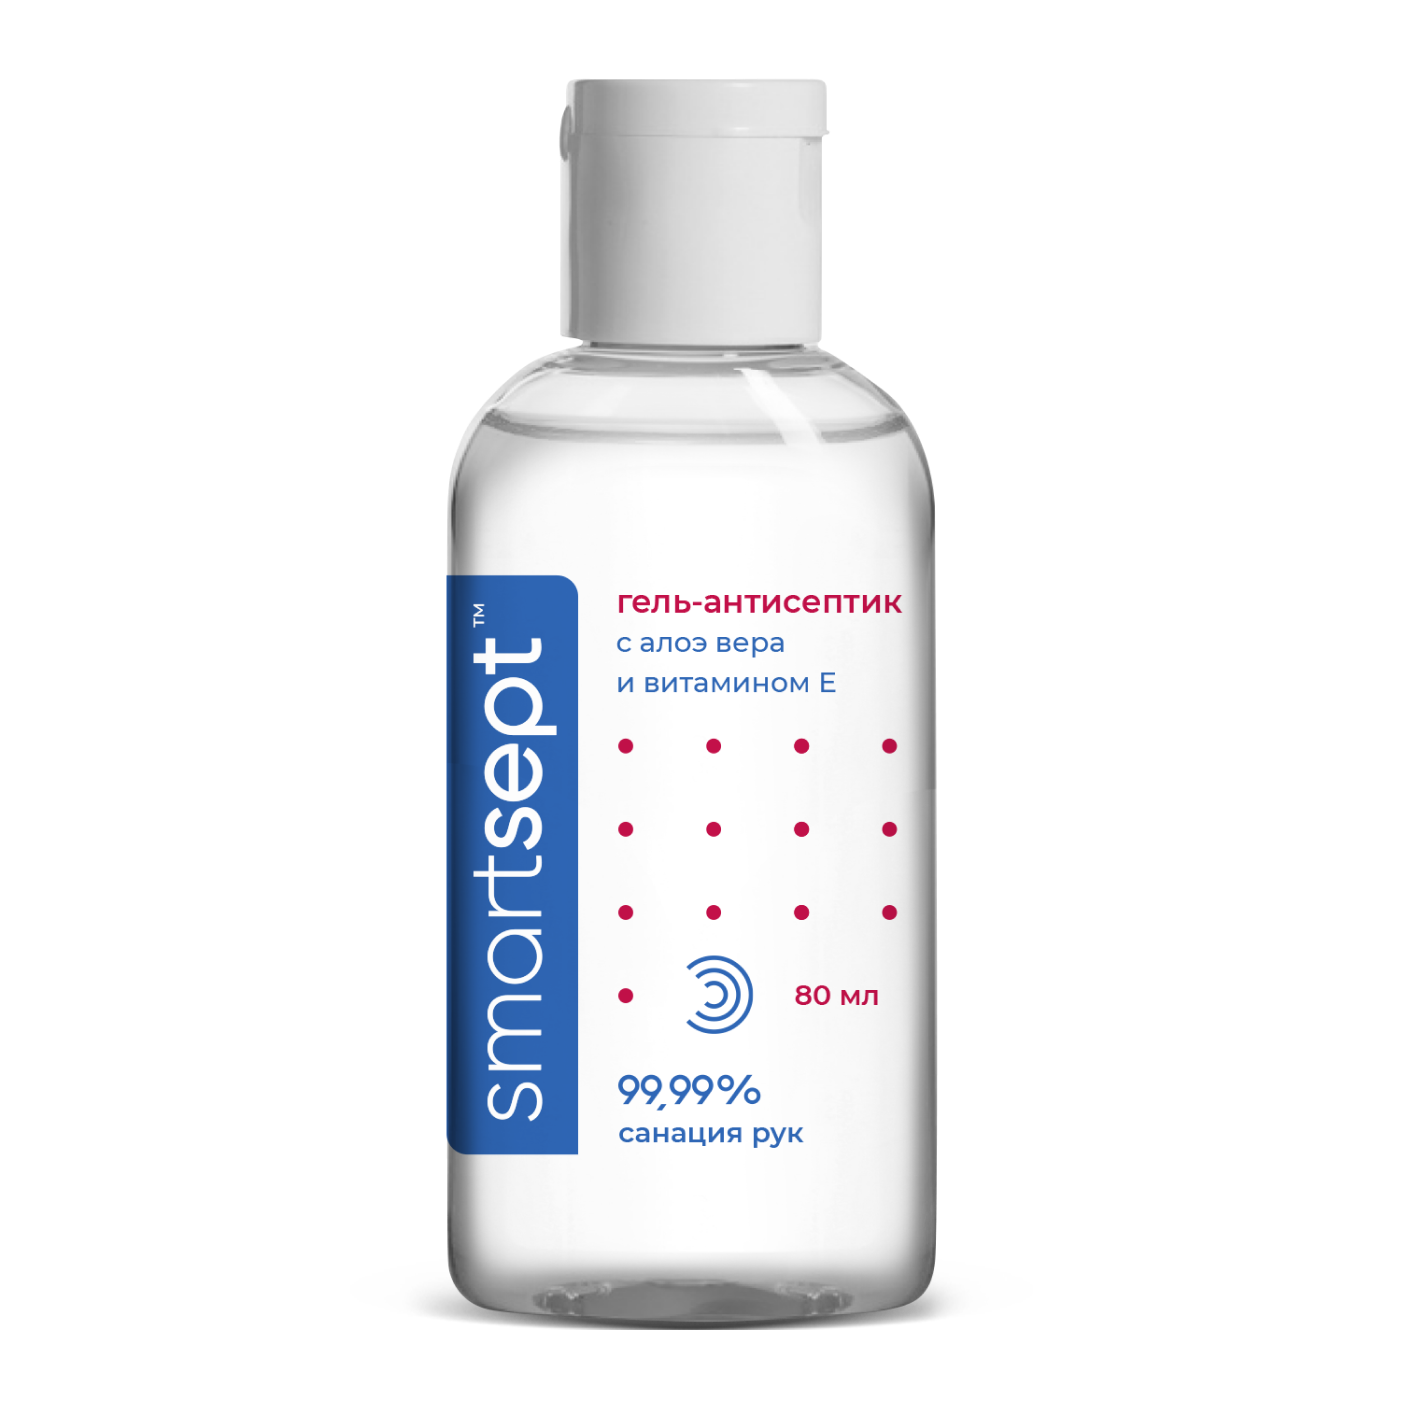 smartsept™
гель-антисептик
с алоэ вера
и витамином Е
80 мл
99,99%
санация рук